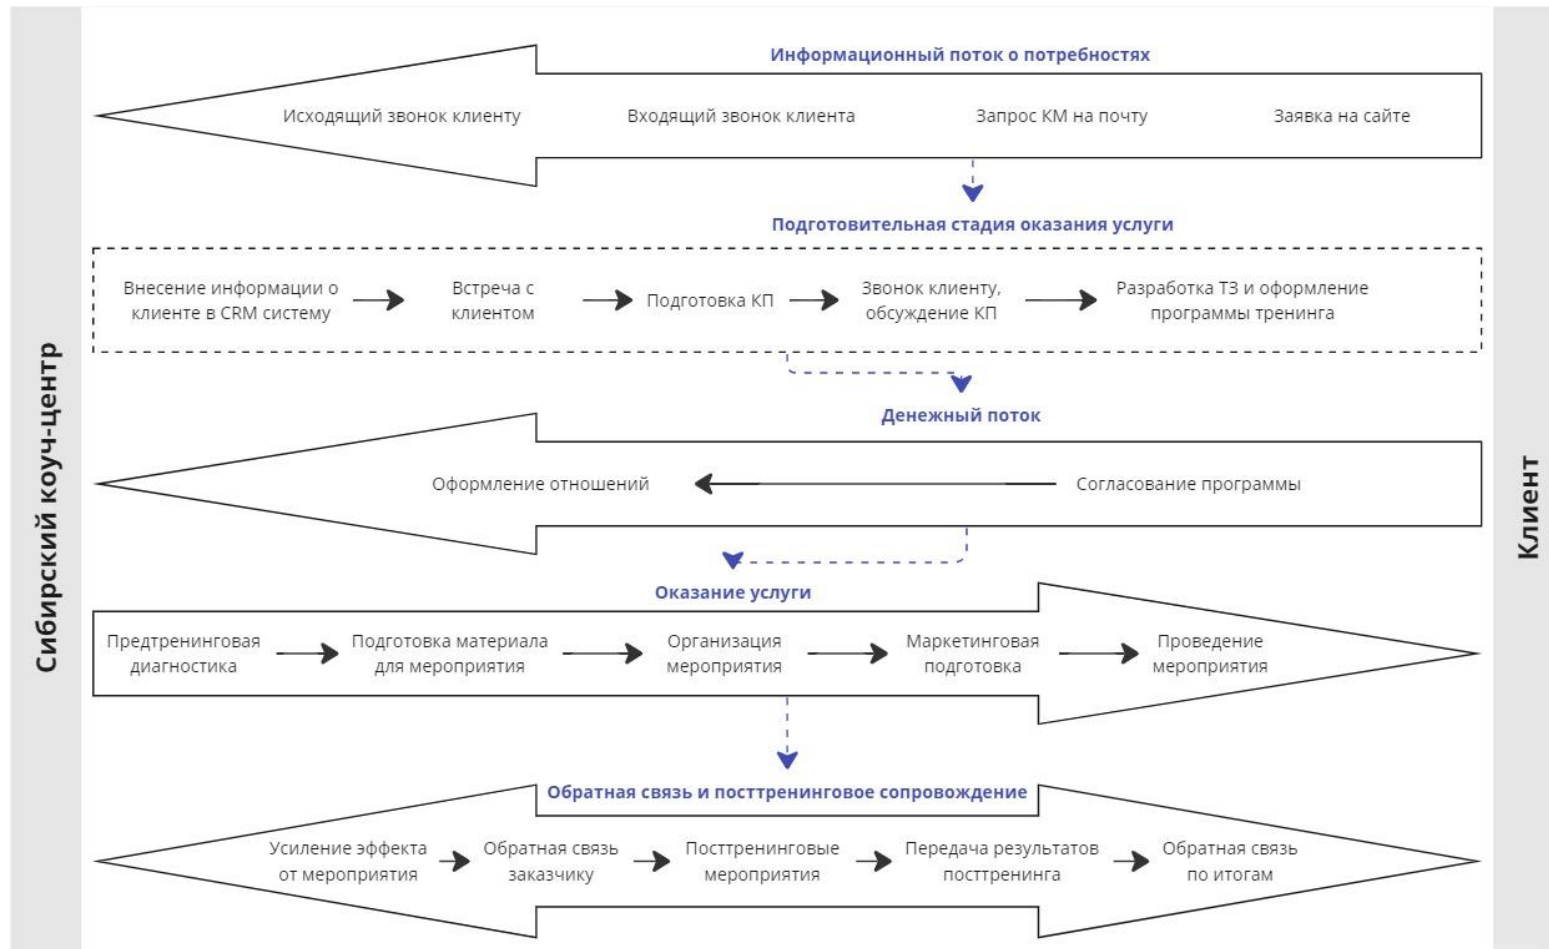 Сибирский коуч-центр
Информационный поток о потребностях
Исходящий звонок клиенту
Входящий звонок клиента
Запрос КМ на почту
Заявка на сайте
Подготовительная стадия оказания услуги
Внесение информации о
клиенте в CRM систему
Встреча с
клиентом
Подготовка КП
Звонок клиенту,
обсуждение КП
Разработка ТЗ и оформление
программы тренинга
Денежный поток
Оформление отношений
Согласование программы
Оказание услуги
Предтренинговая
диагностика
Подготовка материала
для мероприятия
Организация
мероприятия
Маркетинговая
подготовка
Проведение
мероприятия
Обратная связь и посттренинговое сопровождение
Усиление эффекта
от мероприятия
Обратная связь
заказчику
Посттренинговые
мероприятия
Передача результатов
посттренинга
Обратная связь
по итогам
Клиент